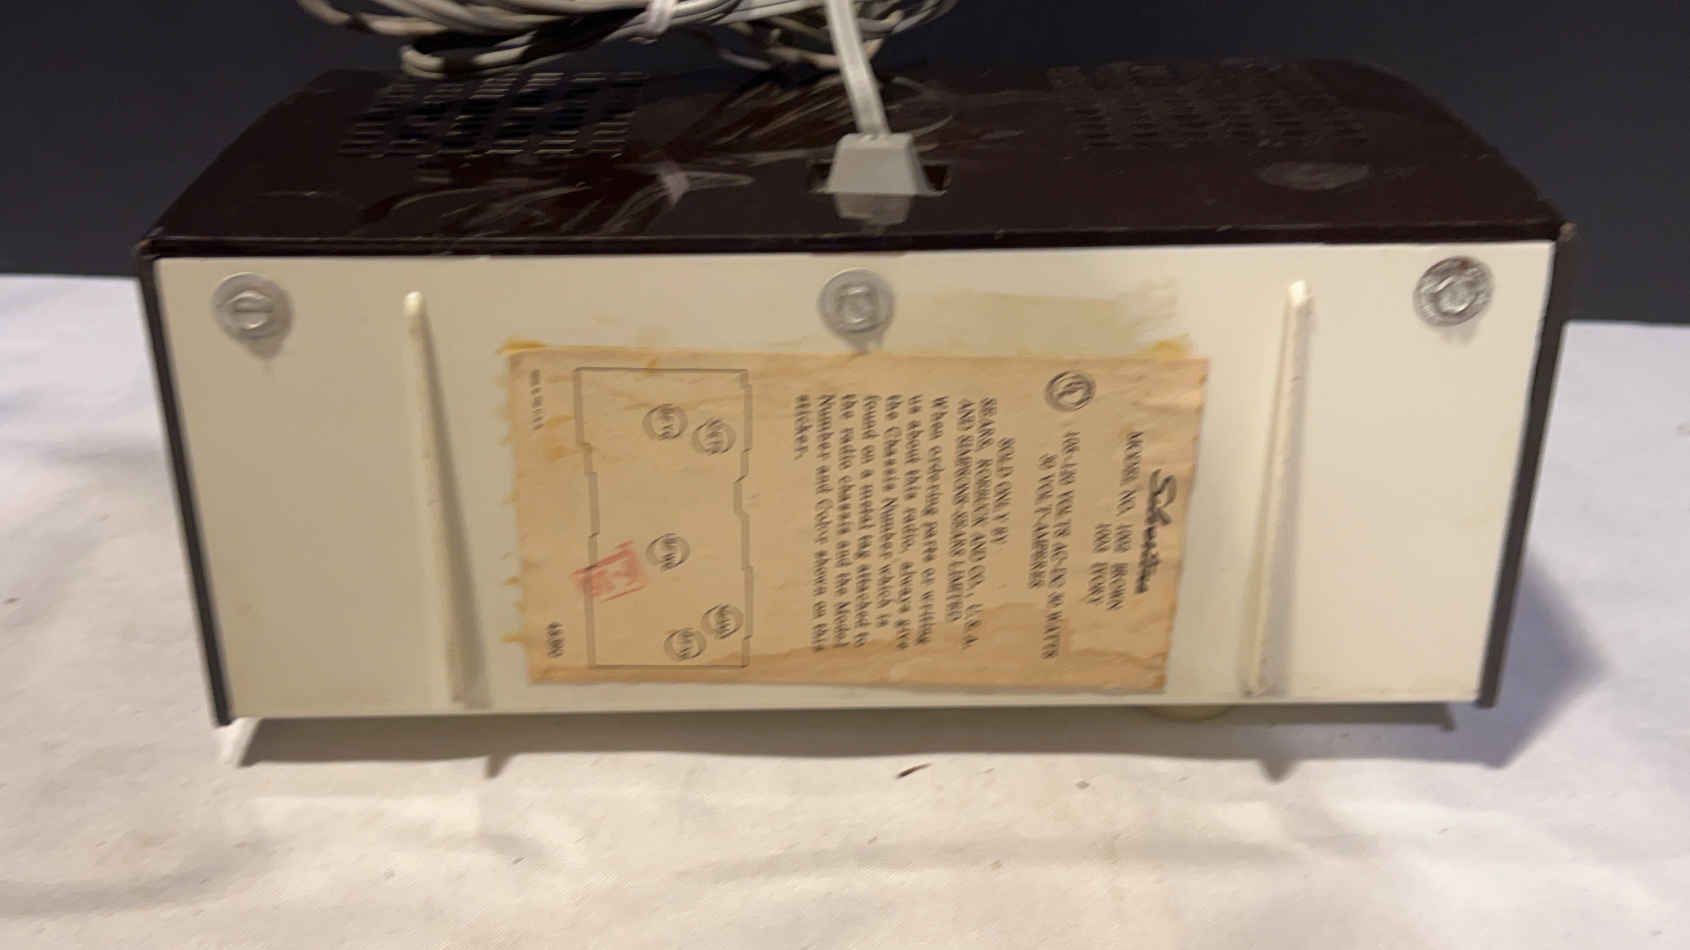 Silvertone
MODEL NO. 1002 BROWN
1003 IVORY
105-120 VOLTS AC-DC 30 WATTS
30 VOLT-AMPERES
SOLD ONLY BY
SEARS, ROEBUCK AND CO., U.S.A.
AND SIMPSONS-SEARS LIMITED
When ordering parts or writing
us about this radio, always give
the Chassis Number which is
found on a metal tag attached to
the radio chassis and the Model
Number and Color shown on this
sticker.